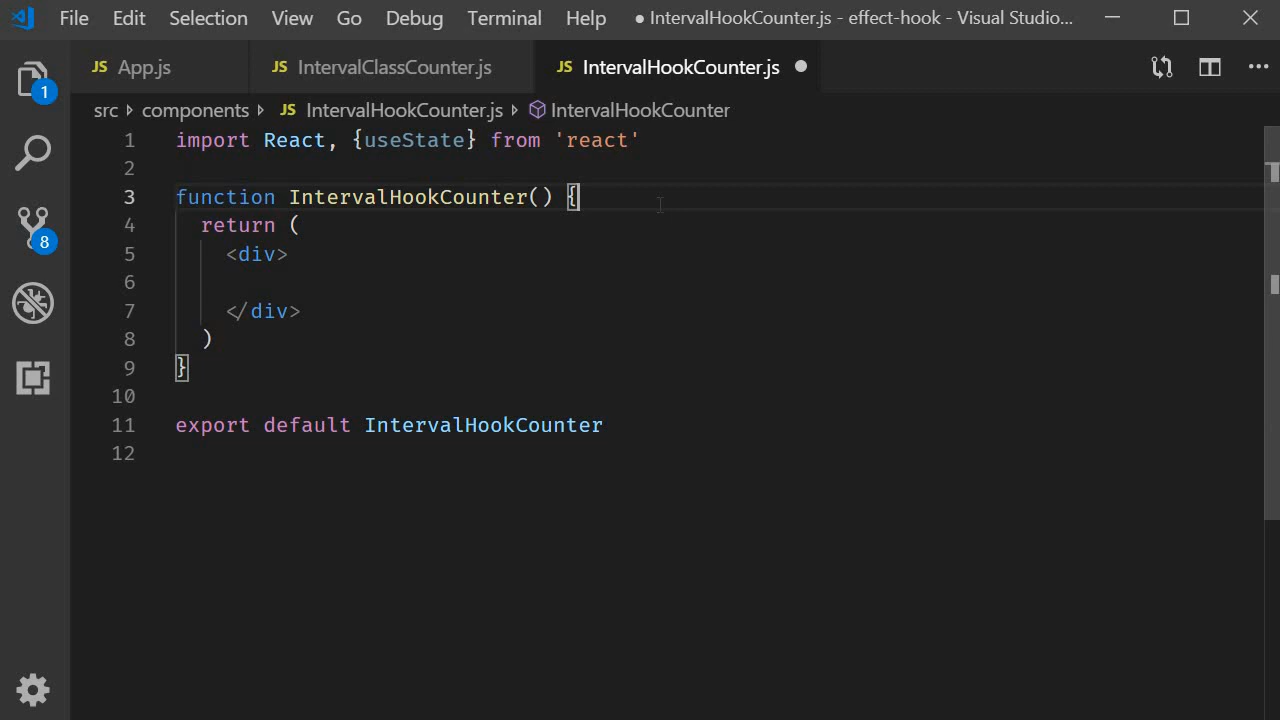 File Edit Selection View Go Debug Terminal Help ● IntervalHookCounter.js - effect-hook - Visual Studio...
JS App.js JS IntervalClassCounter.js JS IntervalHookCounter.js
src components JS IntervalHookCounter.js IntervalHookCounter
1 import React, {useState} from 'react'
2
3 function IntervalHookCounter() {
4 return (
5 <div>
6
7 </div>
8 )
9 }
10
11 export default IntervalHookCounter
12
1
8